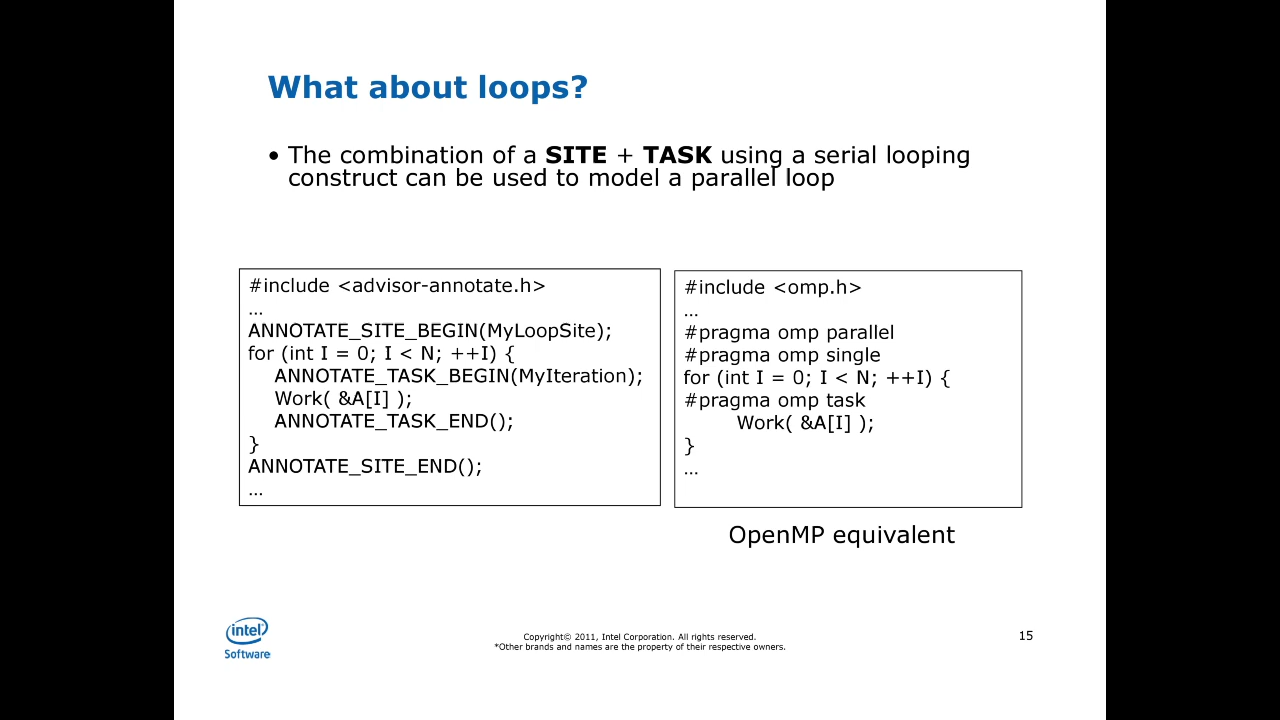 What about loops?
• The combination of a SITE + TASK using a serial looping
construct can be used to model a parallel loop
#include <advisor-annotate.h>
…
ANNOTATE_SITE_BEGIN(MyLoopSite);
for (int I = 0; I < N; ++I) {
ANNOTATE_TASK_BEGIN(MyIteration);
Work( &A[I] );
ANNOTATE_TASK_END();
}
ANNOTATE_SITE_END();
…
#include <omp.h>
…
#pragma omp parallel
#pragma omp single
for (int I = 0; I < N; ++I) {
#pragma omp task
Work( &A[I] );
}
…
OpenMP equivalent
intel
Software
Copyright© 2011, Intel Corporation. All rights reserved.
*Other brands and names are the property of their respective owners.
15